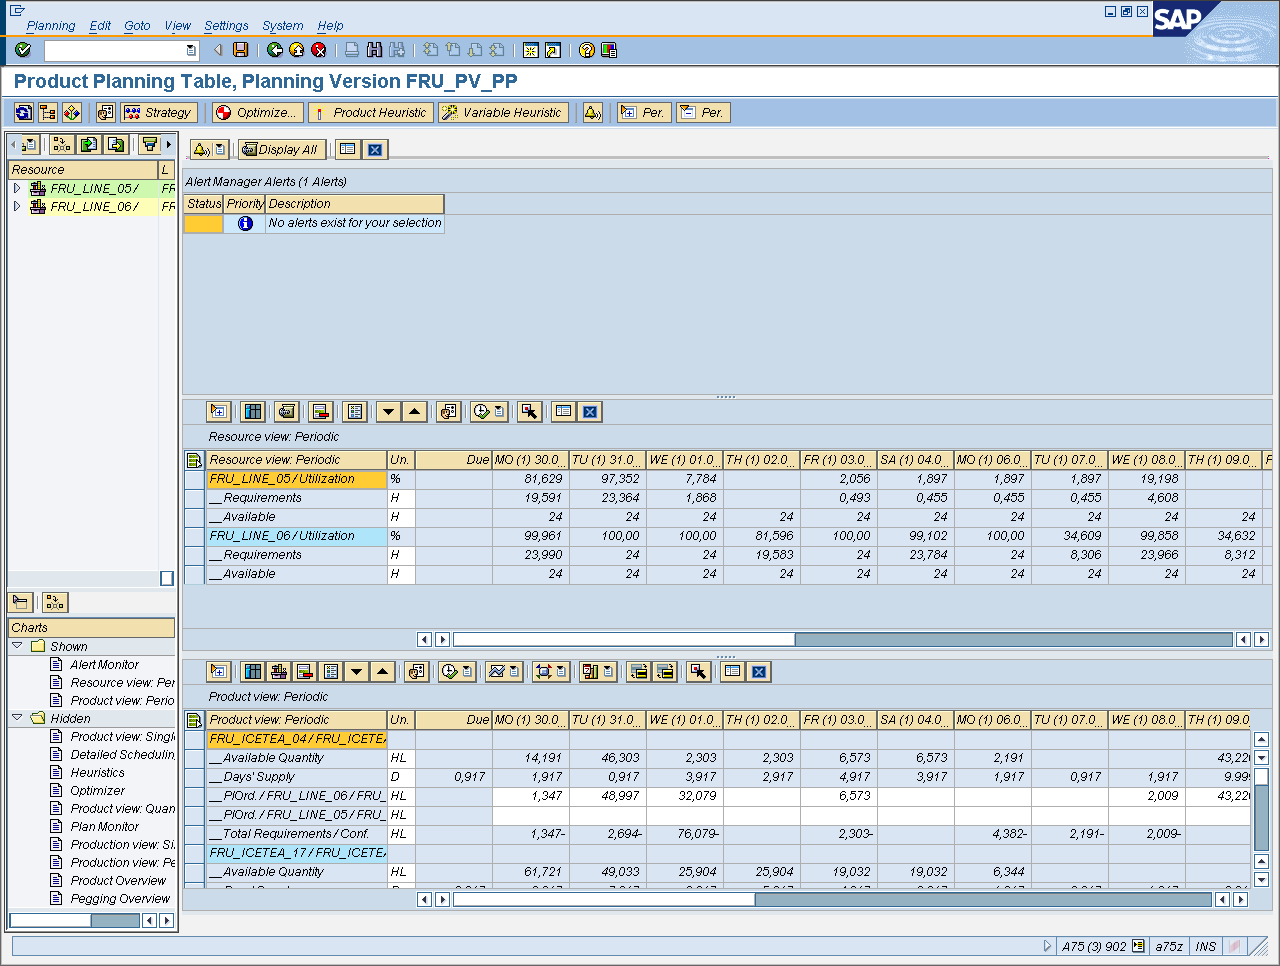 Planning Edit Goto View Settings System Help
SAP
Product Planning Table, Planning Version FRU_PV_PP
Strategy Optimize... Product Heuristic Variable Heuristic Per. Per.
Resource L
FRU_LINE_05 / FR
FRU_LINE_06 / FR
Display All
Alert Manager Alerts (1 Alerts)
Status Priority Description
No alerts exist for your selection
Resource view: Periodic
Resource view: Periodic Un. Due MO (1) 30.0... TU (1) 31.0... WE (1) 01.0... TH (1) 02.0... FR (1) 03.0... SA (1) 04.0... MO (1) 06.0... TU (1) 07.0... WE (1) 08.0... TH (1) 09.0... F
FRU_LINE_05 / Utilization % 81,629 97,352 7,784 2,056 1,897 1,897 1,897 19,198
__Requirements H 19,591 23,364 1,868 0,493 0,455 0,455 0,455 4,608
__Available H 24 24 24 24 24 24 24 24 24 24
FRU_LINE_06 / Utilization % 99,961 100,00 100,00 81,596 100,00 99,102 100,00 34,609 99,858 34,632
__Requirements H 23,990 24 24 19,583 24 23,784 24 8,306 23,966 8,312
__Available H 24 24 24 24 24 24 24 24 24 24
Charts
Shown
Alert Monitor
Resource view: Per
Product view: Perio
Hidden
Product view: Singl
Detailed Schedulin
Heuristics
Optimizer
Product view: Quan
Plan Monitor
Production view: Si
Production view: Pe
Product Overview
Pegging Overview
Product view: Periodic
Product view: Periodic Un. Due MO (1) 30.0... TU (1) 31.0... WE (1) 01.0... TH (1) 02.0... FR (1) 03.0... SA (1) 04.0... MO (1) 06.0... TU (1) 07.0... WE (1) 08.0... TH (1) 09.0
FRU_ICETEA_04 / FRU_ICETEA
__Available Quantity HL 14,191 46,303 2,303 2,303 6,573 6,573 2,191 43,220
__Days' Supply D 0,917 1,917 0,917 3,917 2,917 4,917 3,917 1,917 0,917 1,917 9.999
__PlOrd. / FRU_LINE_06 / FRU_ HL 1,347 48,997 32,079 6,573 2,009 43,220
__PlOrd. / FRU_LINE_05 / FRU_ HL
__Total Requirements / Conf. HL 1,347- 2,694- 76,079- 2,303- 4,382- 2,191- 2,009-
FRU_ICETEA_17 / FRU_ICETEA
__Available Quantity HL 61,721 49,033 25,904 25,904 19,032 19,032 6,344
A75 (3) 902 a75z INS